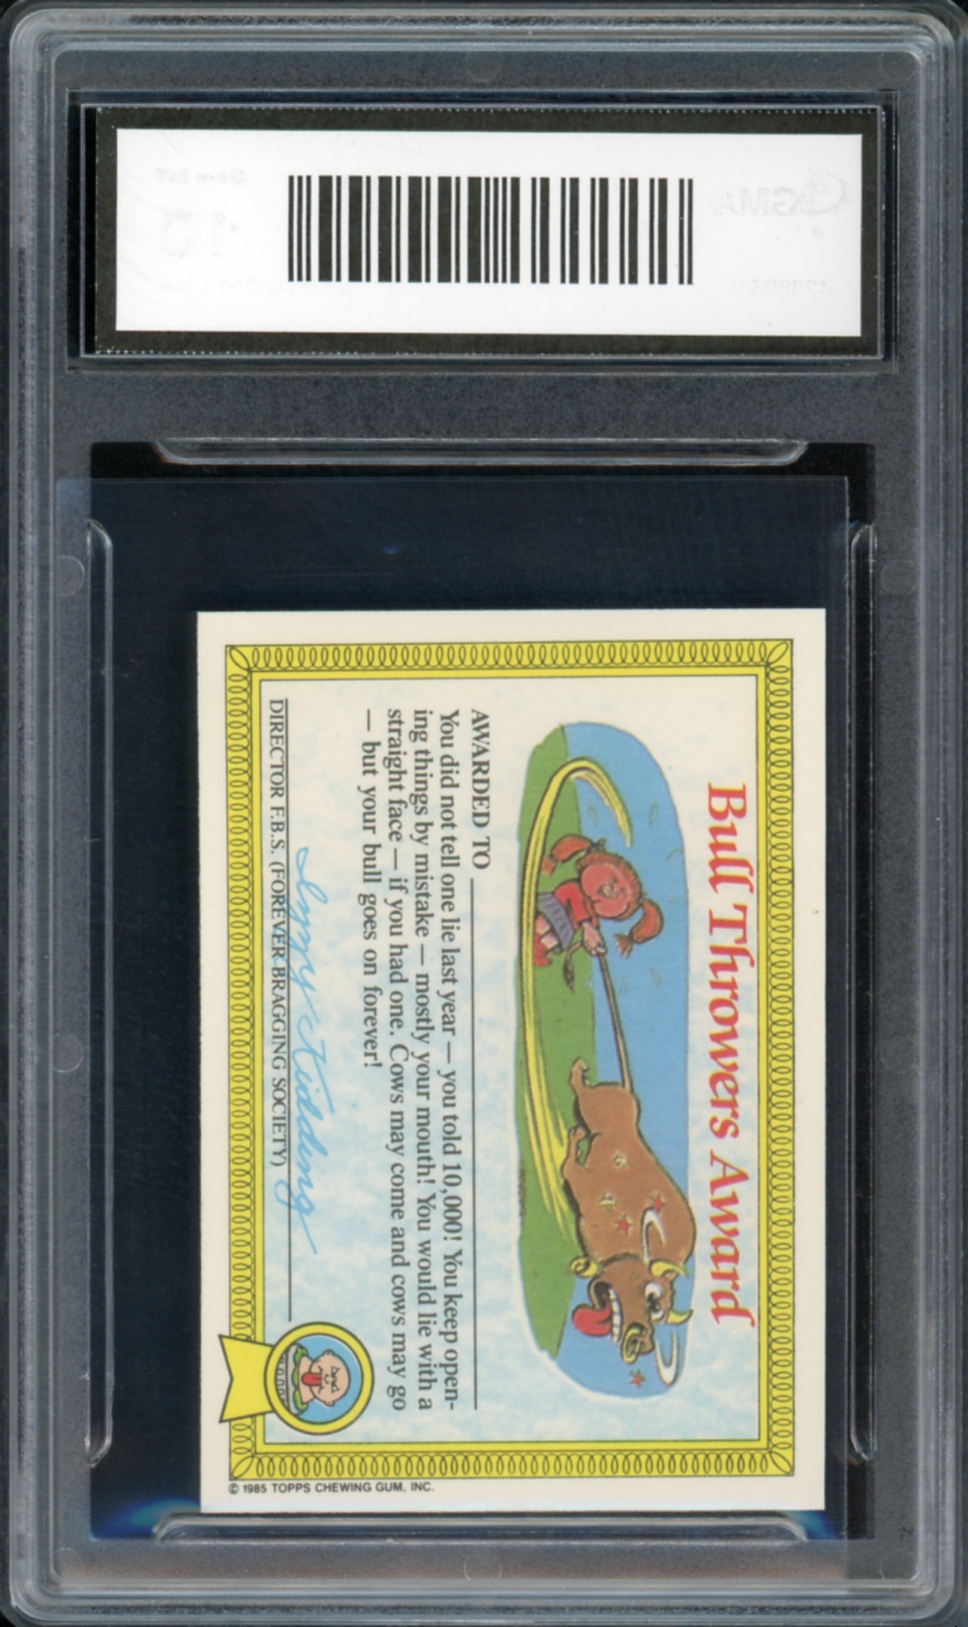 Bull Throwers Award
AWARDED TO
You did not tell one lie last year — you told 10,000! You keep open-
ing things by mistake — mostly your mouth! You would lie with a
straight face — if you had one. Cows may come and cows may go
— but your bull goes on forever!
Izzy Kidding
DIRECTOR F.B.S. (FOREVER BRAGGING SOCIETY)
© 1985 TOPPS CHEWING GUM, INC.